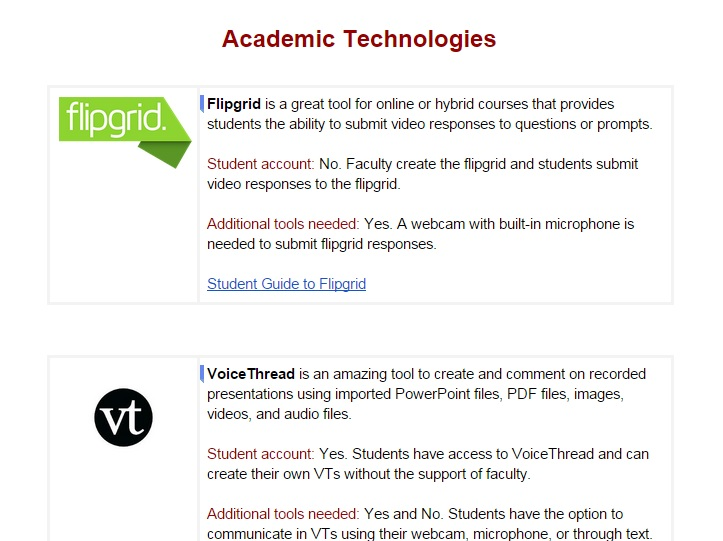 Academic Technologies
flipgrid.
Flipgrid is a great tool for online or hybrid courses that provides
students the ability to submit video responses to questions or prompts.
Student account: No. Faculty create the flipgrid and students submit
video responses to the flipgrid.
Additional tools needed: Yes. A webcam with built-in microphone is
needed to submit flipgrid responses.
Student Guide to Flipgrid
vt
VoiceThread is an amazing tool to create and comment on recorded
presentations using imported PowerPoint files, PDF files, images,
videos, and audio files.
Student account: Yes. Students have access to VoiceThread and can
create their own VTs without the support of faculty.
Additional tools needed: Yes and No. Students have the option to
communicate in VTs using their webcam, microphone, or through text.